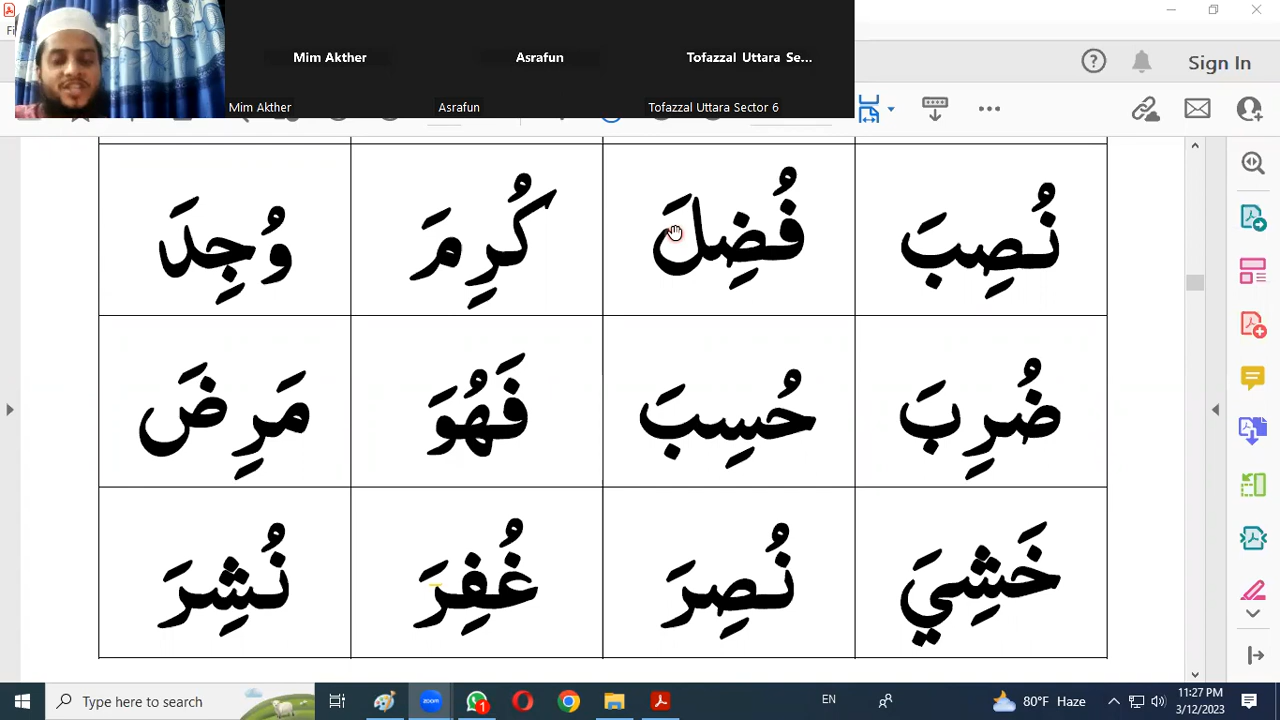 Mim Akther Asrafun Tofazzal Uttara Se...
Mim Akther Asrafun Tofazzal Uttara Sector 6
Sign In
نُصِبَ فُضِلَ كُرِمَ وُجِدَ
ضُرِبَ حُسِبَ فَهُوَ مَرِضَ
خَشِيَ نُصِرَ غُفِرَ نُشِرَ
Type here to search
1
EN
80°F Haze
11:27 PM
3/12/2023